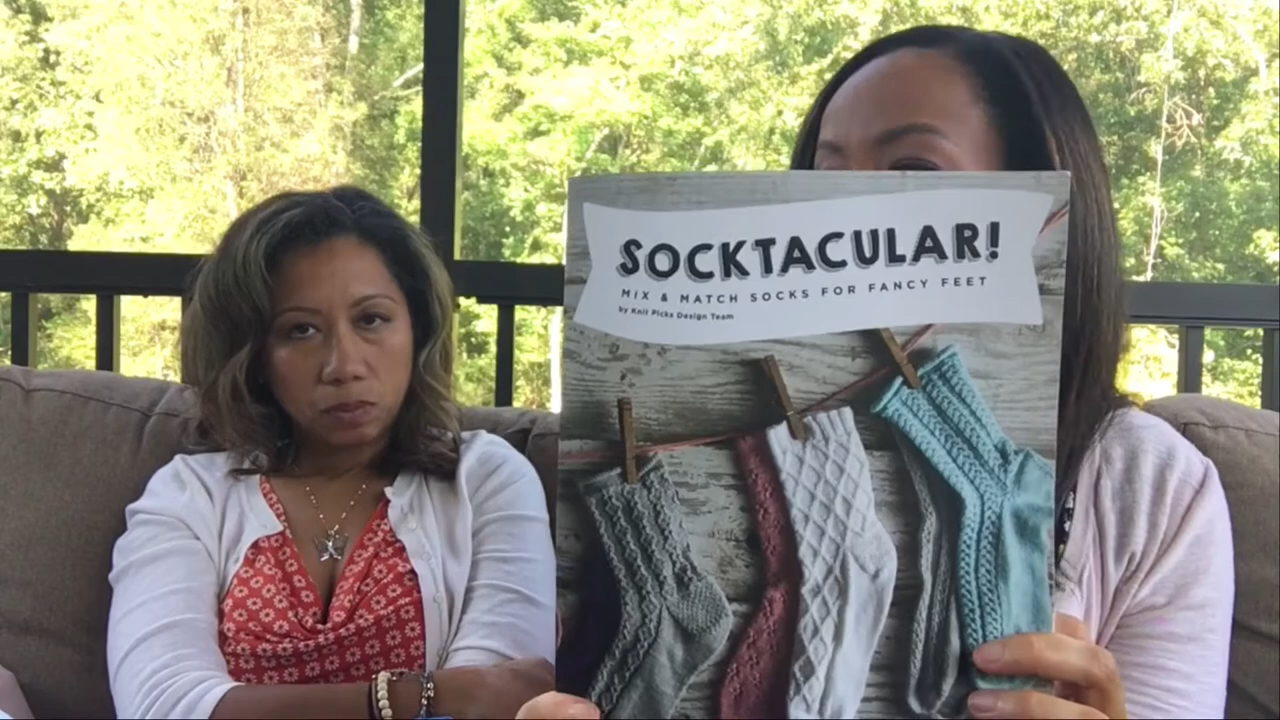 SOCKTACULAR!
MIX & MATCH SOCKS FOR FANCY FEET
by Knit Picks Design Team